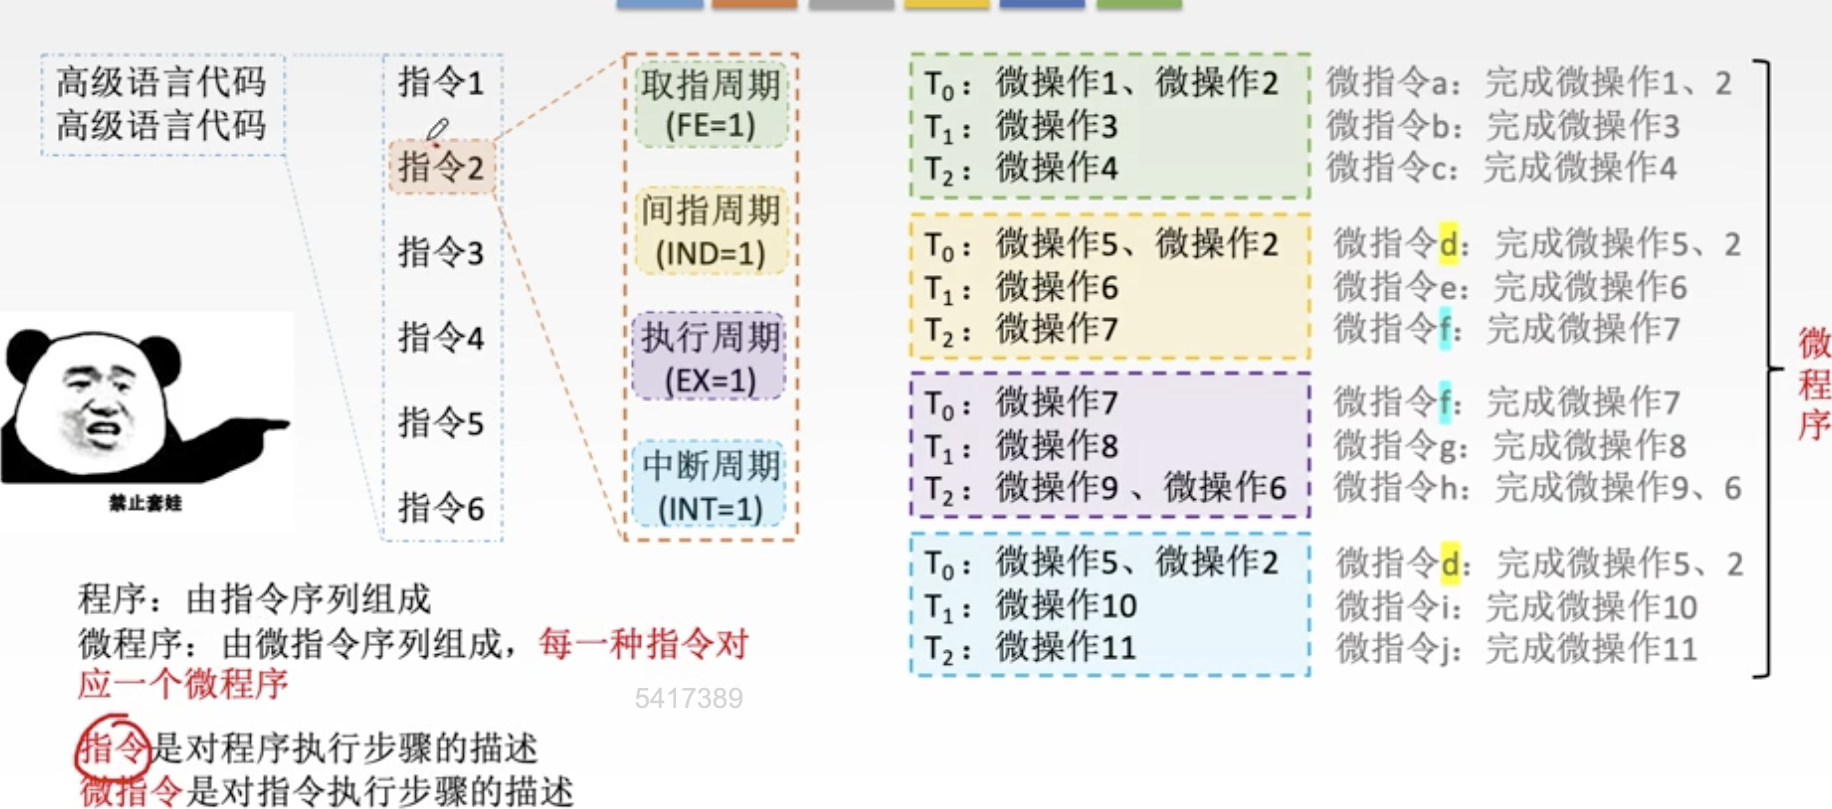 高级语言代码
高级语言代码
指令1
指令2
指令3
指令4
指令5
指令6
取指周期
(FE=1)
间指周期
(IND=1)
执行周期
(EX=1)
中断周期
(INT=1)
T₀：微操作1、微操作2
T₁：微操作3
T₂：微操作4
T₀：微操作5、微操作2
T₁：微操作6
T₂：微操作7
T₀：微操作7
T₁：微操作8
T₂：微操作9 、微操作6
T₀：微操作5、微操作2
T₁：微操作10
T₂：微操作11
微指令a：完成微操作1、2
微指令b：完成微操作3
微指令c：完成微操作4
微指令d：完成微操作5、2
微指令e：完成微操作6
微指令f：完成微操作7
微指令f：完成微操作7
微指令g：完成微操作8
微指令h：完成微操作9、6
微指令d：完成微操作5、2
微指令i：完成微操作10
微指令j：完成微操作11
微
程
序
禁止套娃
程序：由指令序列组成
微程序：由微指令序列组成，每一种指令对
应一个微程序
指令是对程序执行步骤的描述
微指令是对指令执行步骤的描述
5417389